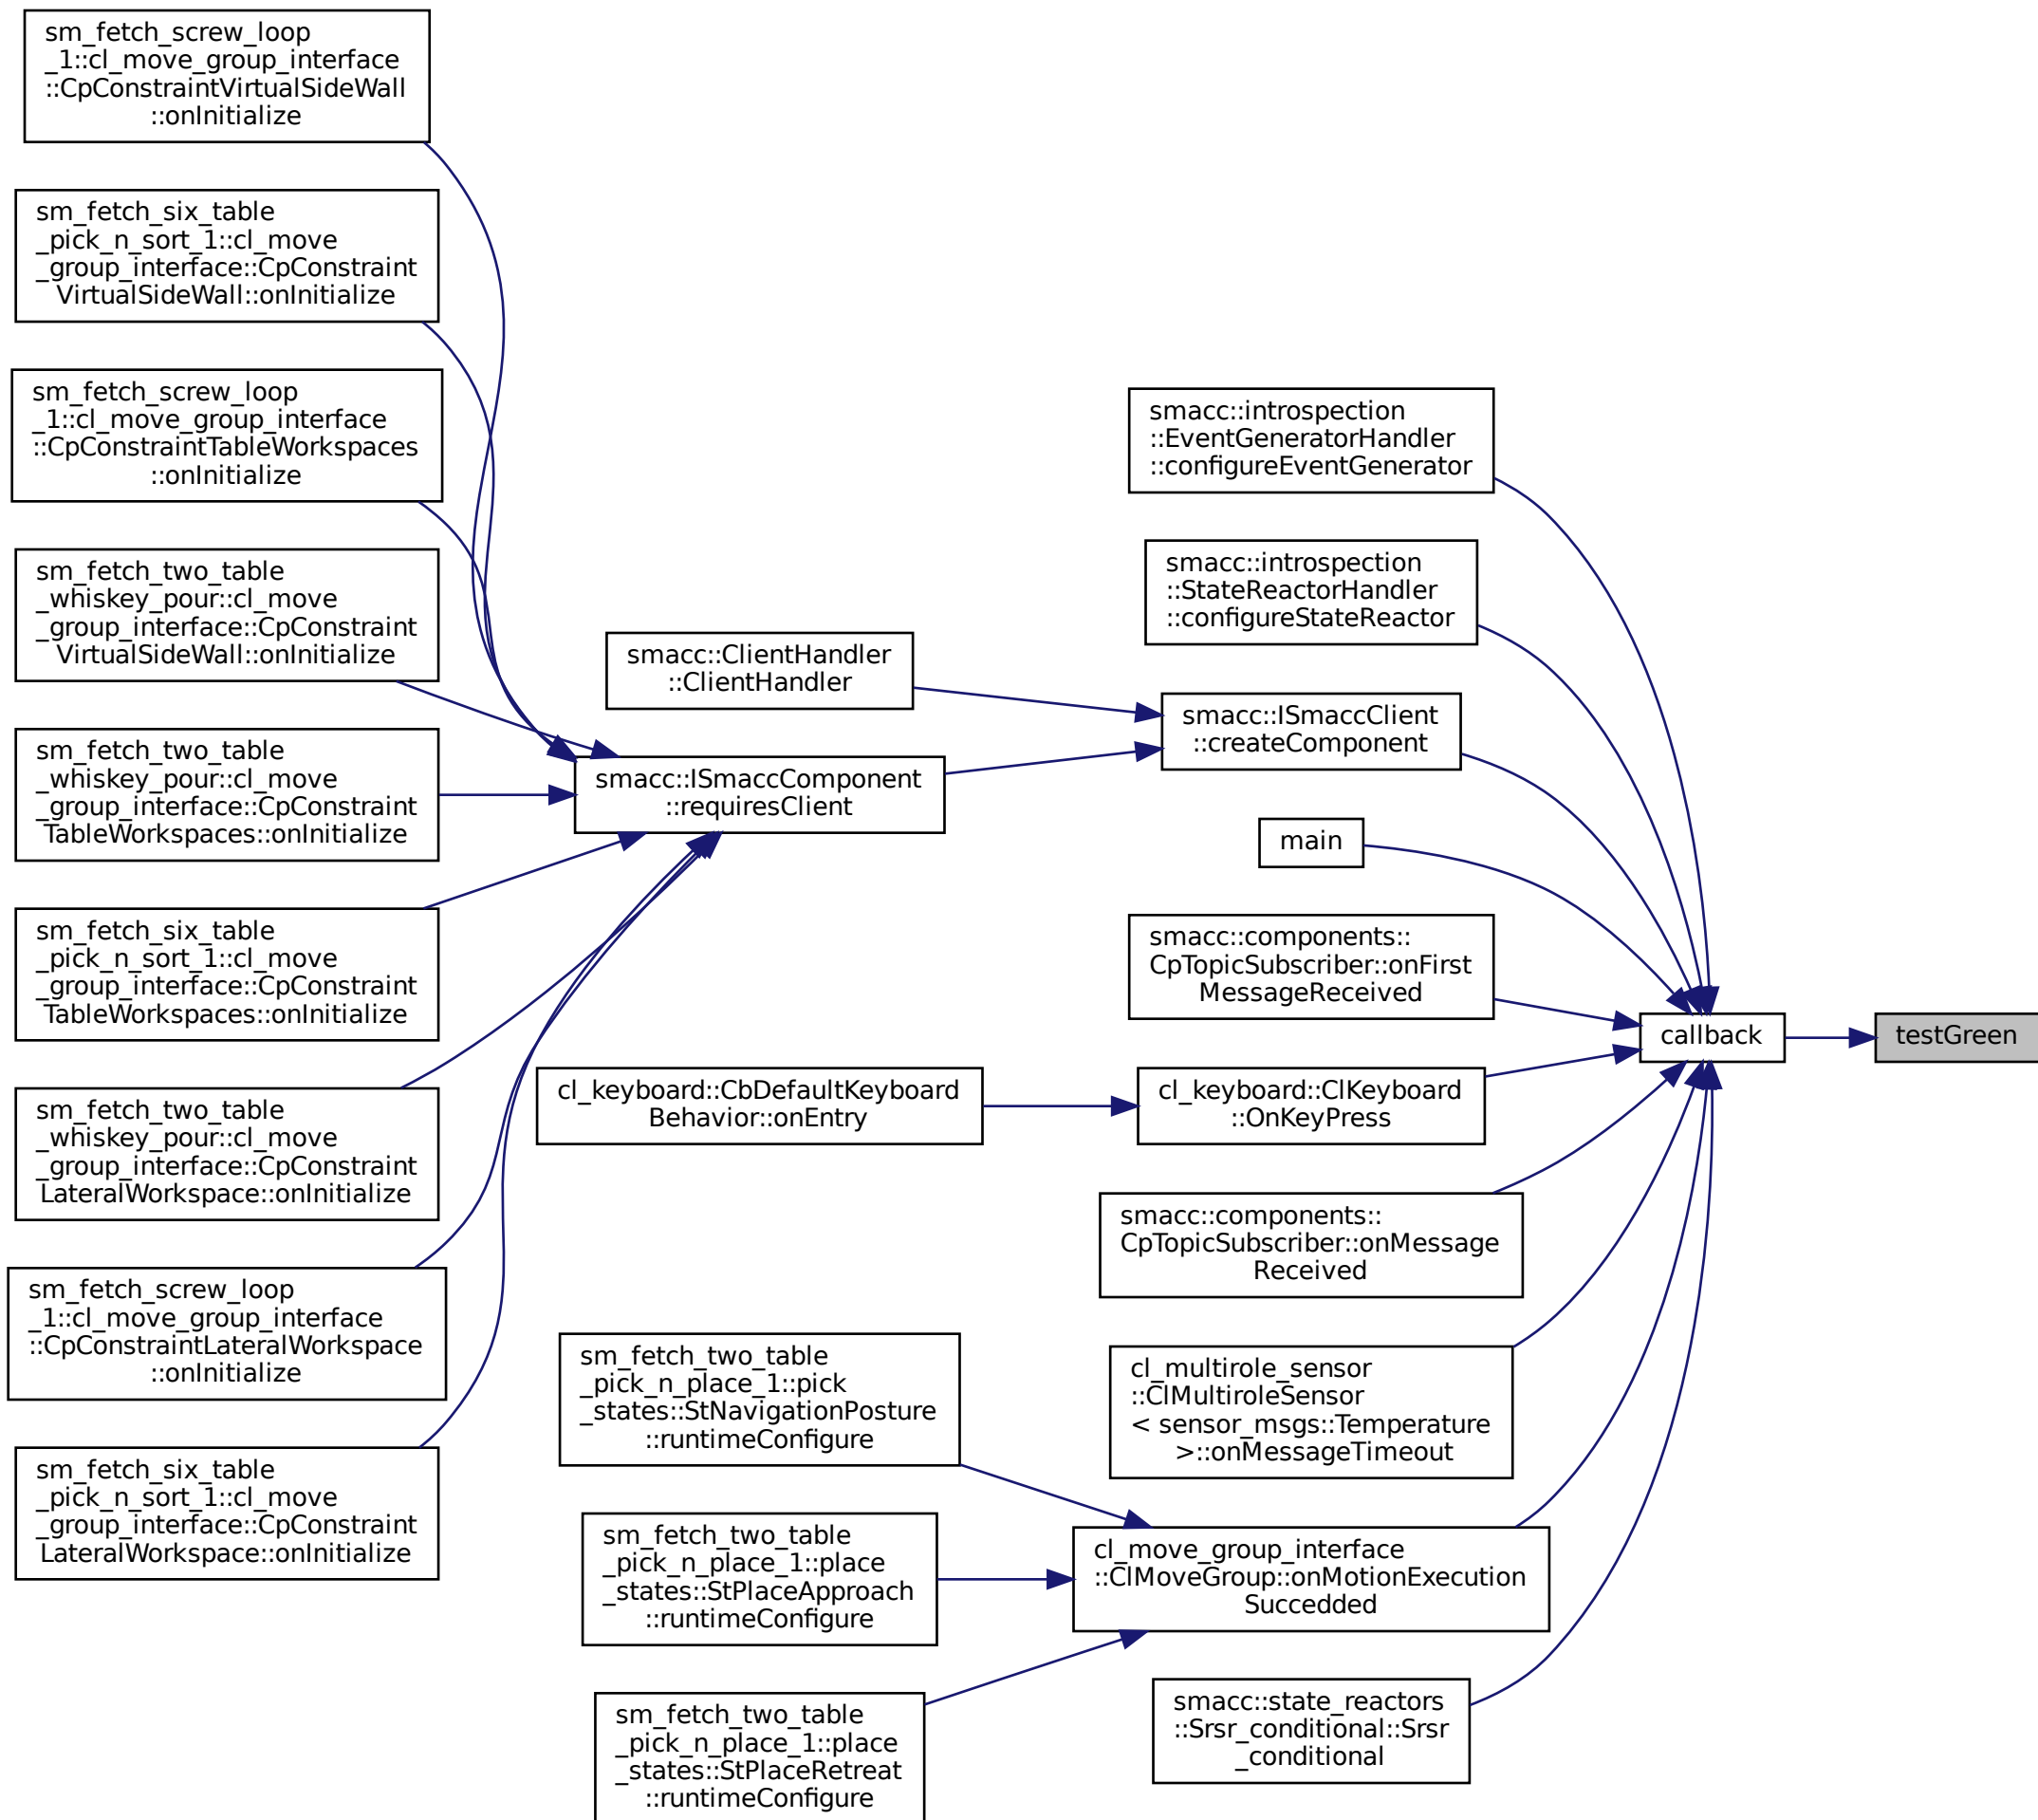 sm_fetch_screw_loop
_1::cl_move_group_interface
::CpConstraintVirtualSideWall
::onInitialize
sm_fetch_six_table
_pick_n_sort_1::cl_move
_group_interface::CpConstraint
VirtualSideWall::onInitialize
sm_fetch_screw_loop
_1::cl_move_group_interface
::CpConstraintTableWorkspaces
::onInitialize
sm_fetch_two_table
_whiskey_pour::cl_move
_group_interface::CpConstraint
VirtualSideWall::onInitialize
sm_fetch_two_table
_whiskey_pour::cl_move
_group_interface::CpConstraint
TableWorkspaces::onInitialize
sm_fetch_six_table
_pick_n_sort_1::cl_move
_group_interface::CpConstraint
TableWorkspaces::onInitialize
sm_fetch_two_table
_whiskey_pour::cl_move
_group_interface::CpConstraint
LateralWorkspace::onInitialize
sm_fetch_screw_loop
_1::cl_move_group_interface
::CpConstraintLateralWorkspace
::onInitialize
sm_fetch_six_table
_pick_n_sort_1::cl_move
_group_interface::CpConstraint
LateralWorkspace::onInitialize
smacc::ClientHandler
::ClientHandler
smacc::ISmaccComponent
::requiresClient
cl_keyboard::CbDefaultKeyboard
Behavior::onEntry
sm_fetch_two_table
_pick_n_place_1::pick
_states::StNavigationPosture
::runtimeConfigure
sm_fetch_two_table
_pick_n_place_1::place
_states::StPlaceApproach
::runtimeConfigure
sm_fetch_two_table
_pick_n_place_1::place
_states::StPlaceRetreat
::runtimeConfigure
smacc::introspection
::EventGeneratorHandler
::configureEventGenerator
smacc::introspection
::StateReactorHandler
::configureStateReactor
smacc::ISmaccClient
::createComponent
main
smacc::components::
CpTopicSubscriber::onFirst
MessageReceived
cl_keyboard::ClKeyboard
::OnKeyPress
smacc::components::
CpTopicSubscriber::onMessage
Received
cl_multirole_sensor
::ClMultiroleSensor
< sensor_msgs::Temperature
>::onMessageTimeout
cl_move_group_interface
::ClMoveGroup::onMotionExecution
Succedded
smacc::state_reactors
::Srsr_conditional::Srsr
_conditional
callback
testGreen